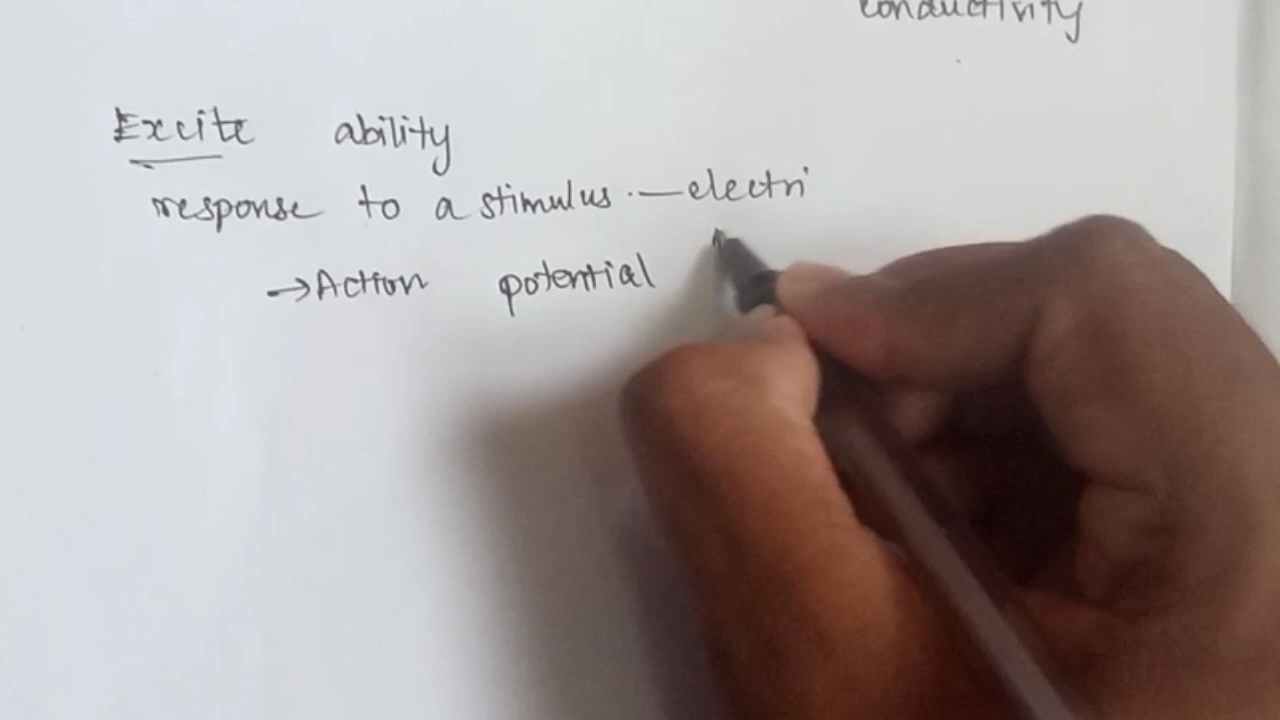 conductivity
Excite ability
response to a stimulus. — electri
→ Action potential